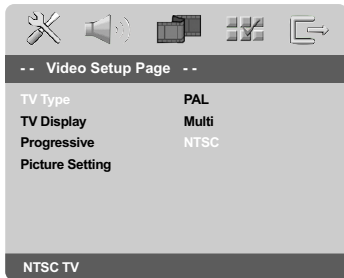 - - Video Setup Page - -
TV Type PAL
TV Display Multi
Progressive NTSC
Picture Setting
NTSC TV